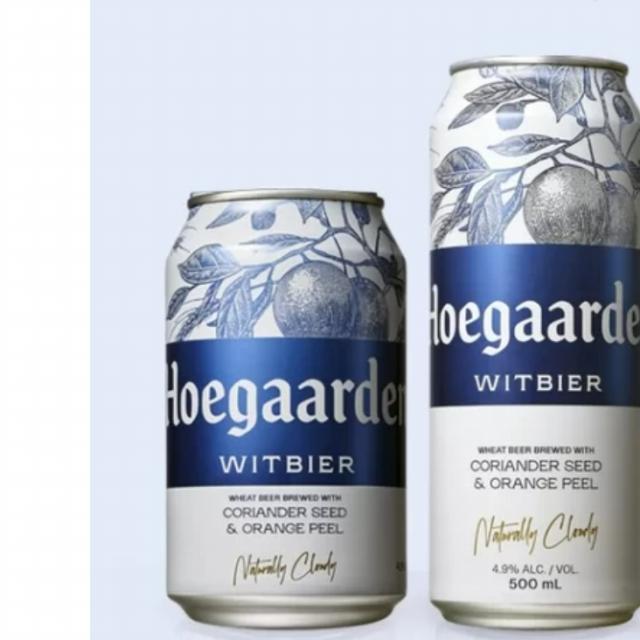 Hoegaarden
WITBIER
WHEAT BEER BREWED WITH
CORIANDER SEED
& ORANGE PEEL
Naturally Cloudy
Hoegaarde
WITBIER
WHEAT BEER BREWED WITH
CORIANDER SEED
& ORANGE PEEL
Naturally Cloudy
4.9% ALC. / VOL.
500 mL